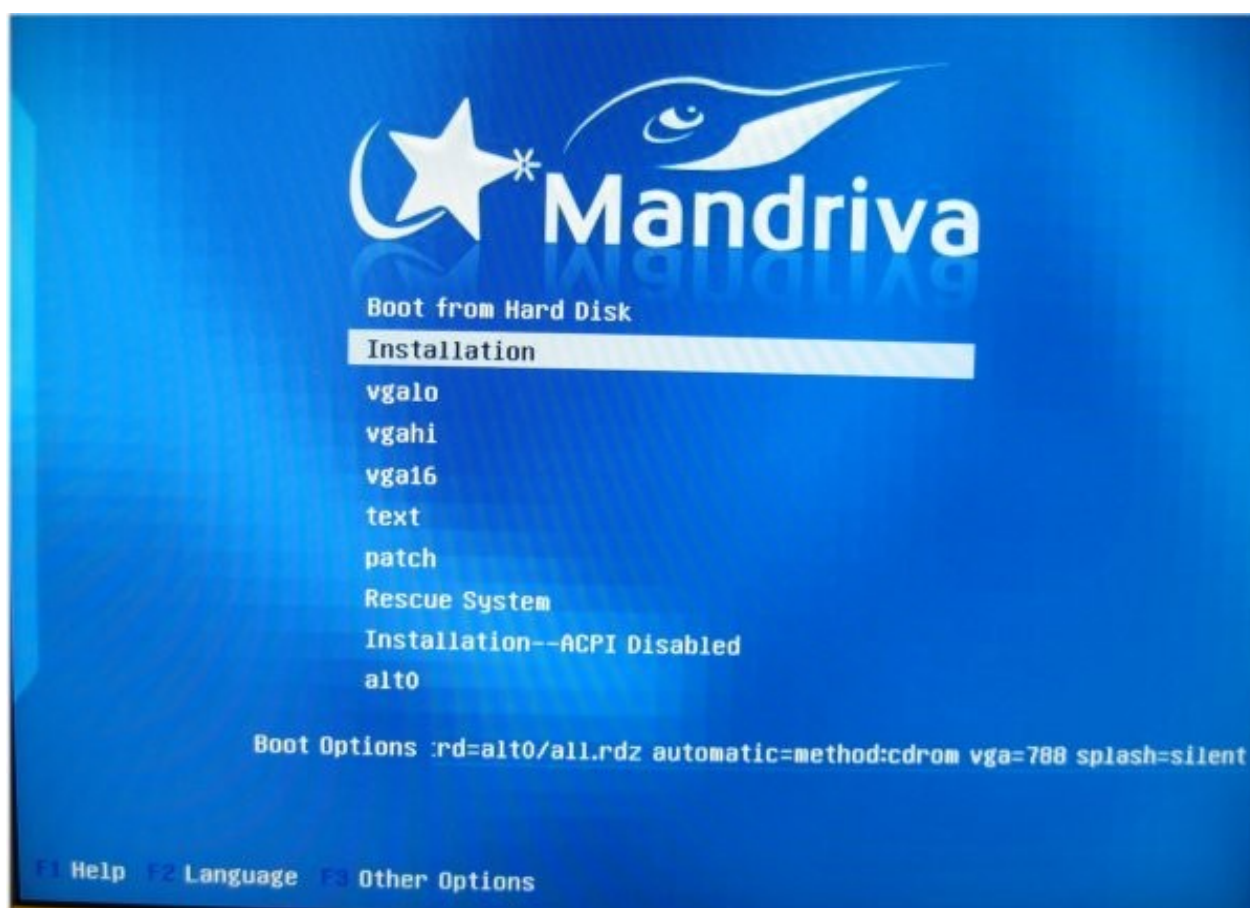 Mandriva
Boot from Hard Disk
Installation
vgalo
vgahi
vga16
text
patch
Rescue System
Installation--ACPI Disabled
alt0
Boot Options :rd=alt0/all.rdz automatic=method:cdrom vga=788 splash=silent
F1 Help F2 Language F3 Other Options